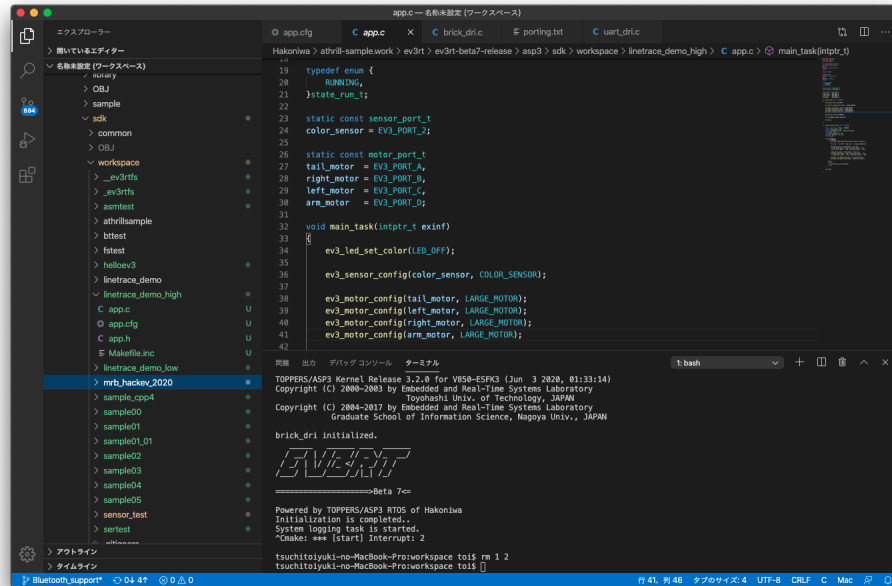 app.c — 名称未設定 (ワークスペース)
エクスプローラー
app.cfg
app.c
brick_dri.c
porting.txt
uart_dri.c
開いているエディター
Hakoniwa > athrill-sample.work > ev3rt > ev3rt-beta7-release > asp3 > sdk > workspace > linetrace_demo_high > C app.c > main_task(intptr_t)
名称未設定 (ワークスペース)
library
OBJ
sample
sdk
common
OBJ
workspace
__ev3rtfs
_ev3rtfs
asmtest
athrillsample
bttest
fstest
helloev3
linetrace_demo
linetrace_demo_high
C app.c U
app.cfg U
C app.h U
Makefile.inc U
linetrace_demo_low
mrb_hackev_2020
sample_cpp4
sample00
sample01
sample01_01
sample02
sample03
sample04
sample05
sensor_test
sertest
.gitignore
アウトライン
タイムライン
694
18
19 typedef enum {
20 RUNNING,
21 }state_run_t;
22
23 static const sensor_port_t
24 color_sensor = EV3_PORT_2;
25
26 static const motor_port_t
27 tail_motor = EV3_PORT_A,
28 right_motor = EV3_PORT_B,
29 left_motor = EV3_PORT_C,
30 arm_motor = EV3_PORT_D;
31
32 void main_task(intptr_t exinf)
33 {
34 ev3_led_set_color(LED_OFF);
35
36 ev3_sensor_config(color_sensor, COLOR_SENSOR);
37
38 ev3_motor_config(tail_motor, LARGE_MOTOR);
39 ev3_motor_config(left_motor, LARGE_MOTOR);
40 ev3_motor_config(right_motor, LARGE_MOTOR);
41 ev3_motor_config(arm_motor, LARGE_MOTOR);
42
問題 出力 デバッグ コンソール ターミナル 1: bash
TOPPERS/ASP3 Kernel Release 3.2.0 for V850-ESFK3 (Jun 3 2020, 01:33:14)
Copyright (C) 2000-2003 by Embedded and Real-Time Systems Laboratory
Toyohashi Univ. of Technology, JAPAN
Copyright (C) 2004-2017 by Embedded and Real-Time Systems Laboratory
Graduate School of Information Science, Nagoya Univ., JAPAN
brick_dri initialized.
====================>Beta 7<=
Powered by TOPPERS/ASP3 RTOS of Hakoniwa
Initialization is completed..
System logging task is started.
^Cmake: *** [start] Interrupt: 2
tsuchitoiyuki-no-MacBook-Pro:workspace toi$ rm 1 2
tsuchitoiyuki-no-MacBook-Pro:workspace toi$
Bluetooth_support* 0↓ 4↑ 0 0 行 41、列 46 タブのサイズ: 4 UTF-8 CRLF C Mac